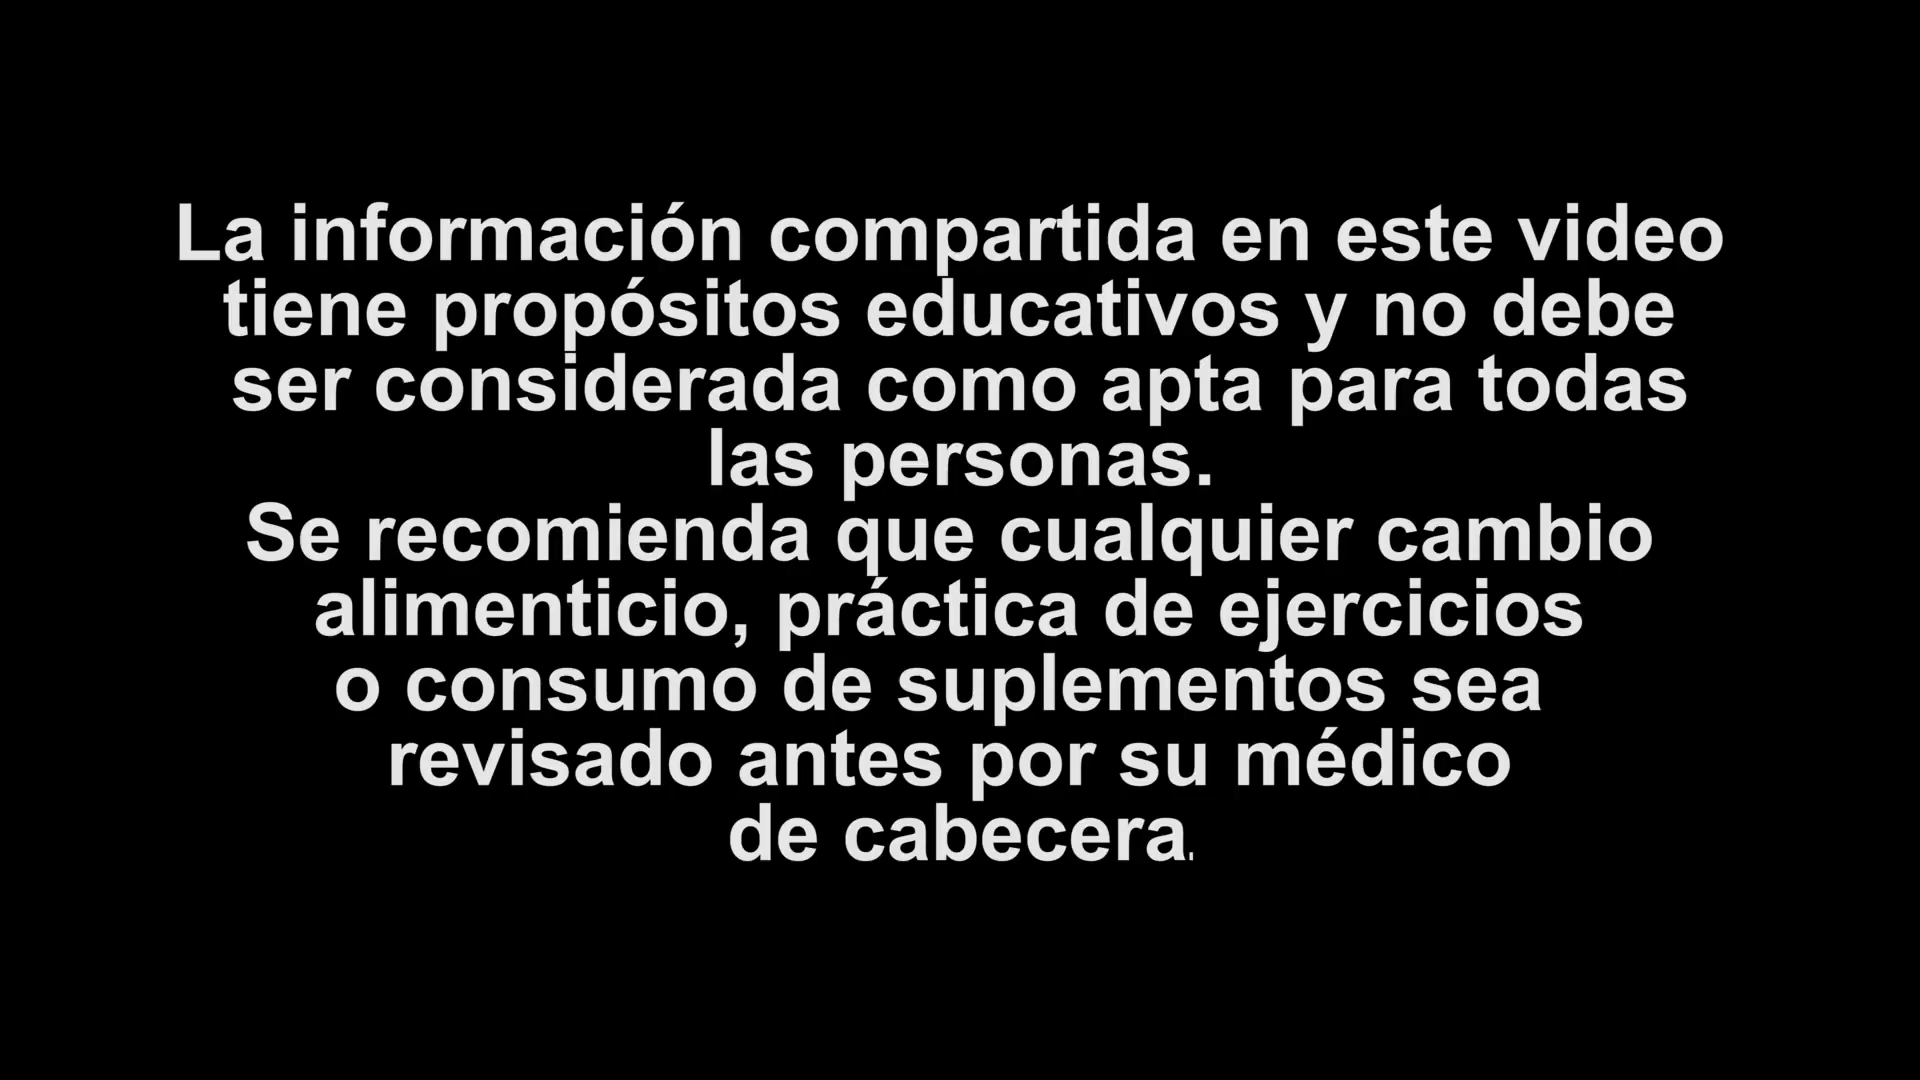 La información compartida en este video
tiene propósitos educativos y no debe
ser considerada como apta para todas
las personas.
Se recomienda que cualquier cambio
alimenticio, práctica de ejercicios
o consumo de suplementos sea
revisado antes por su médico
de cabecera.